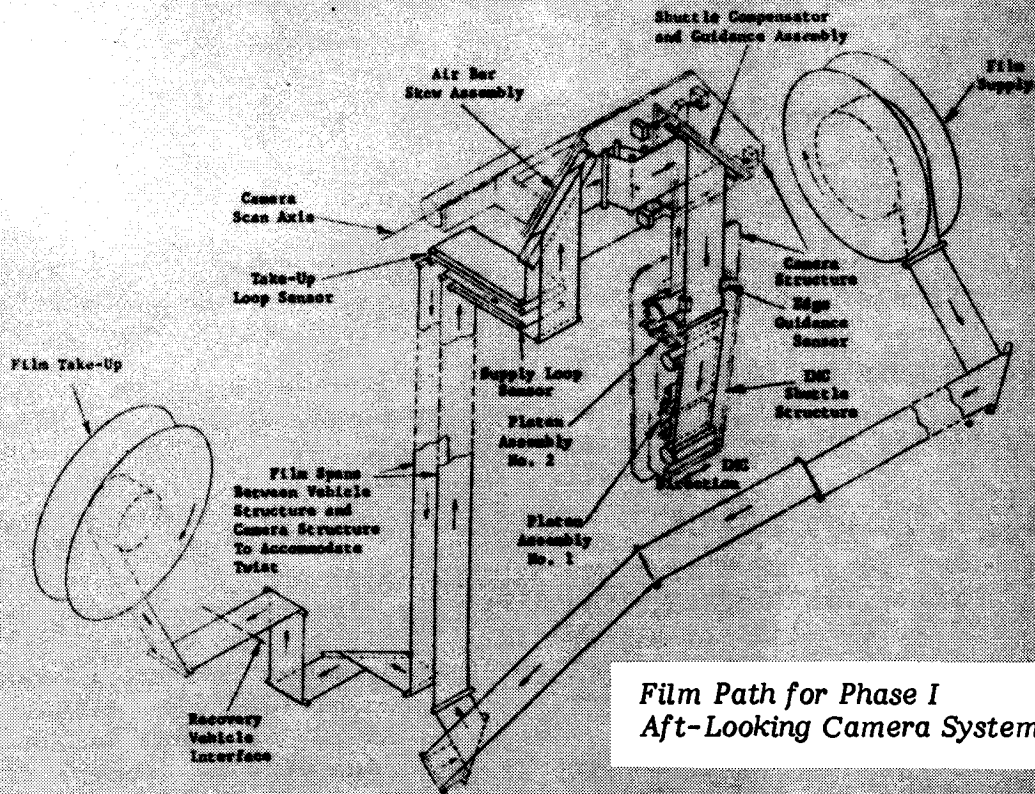 Shuttle Compensator
and Guidance Assembly
Film
Supply
Air Bar
Skew Assembly
Camera
Scan Axis
Take-Up
Loop Sensor
Camera
Structure
Edge
Guidance
Sensor
Film Take-Up
Supply Loop
Sensor
IMC
Shuttle
Structure
Platen
Assembly
No. 2
IMC
Direction
Film Spans
Between Vehicle
Structure and
Camera Structure
To Accommodate
Twist
Platen
Assembly
No. 1
Recovery
Vehicle
Interface
Film Path for Phase I
Aft-Looking Camera System